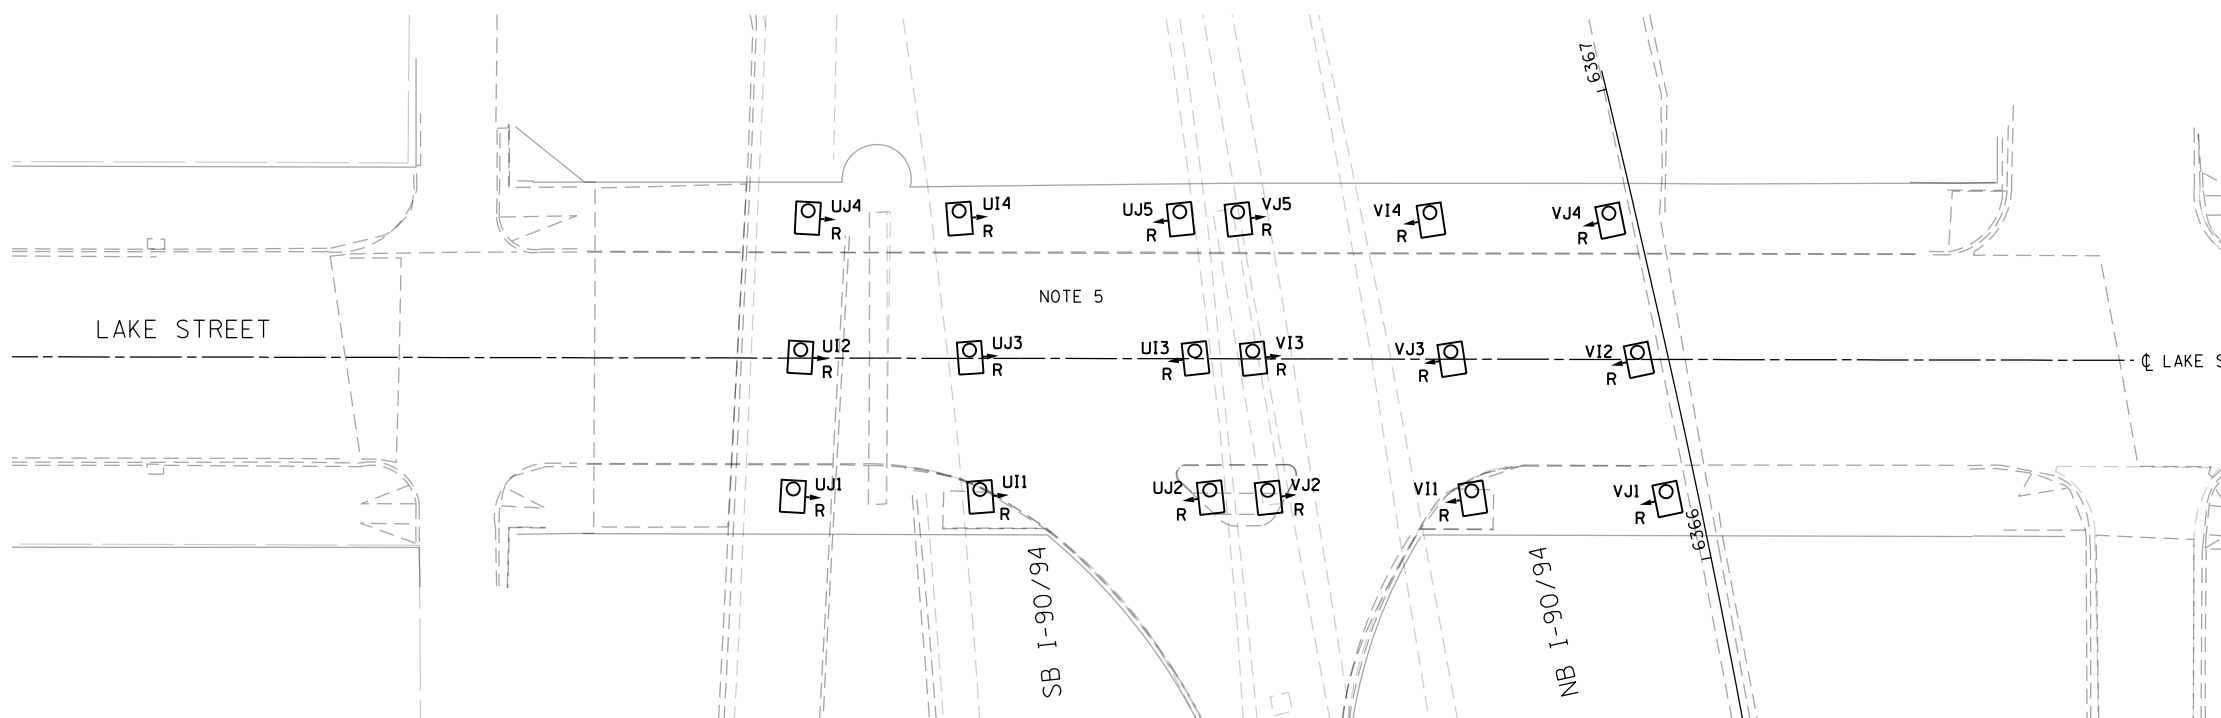 6367
UJ4
R
UI4
R
UJ5
R
VJ5
R
VI4
R
VJ4
R
NOTE 5
LAKE STREET
UI2
R
UJ3
R
UI3
R
VI3
R
VJ3
R
VI2
R
℄ LAKE S
UJ1
R
UI1
R
UJ2
R
VJ2
R
VI1
R
VJ1
R
6366
SB I-90/94
NB I-90/94